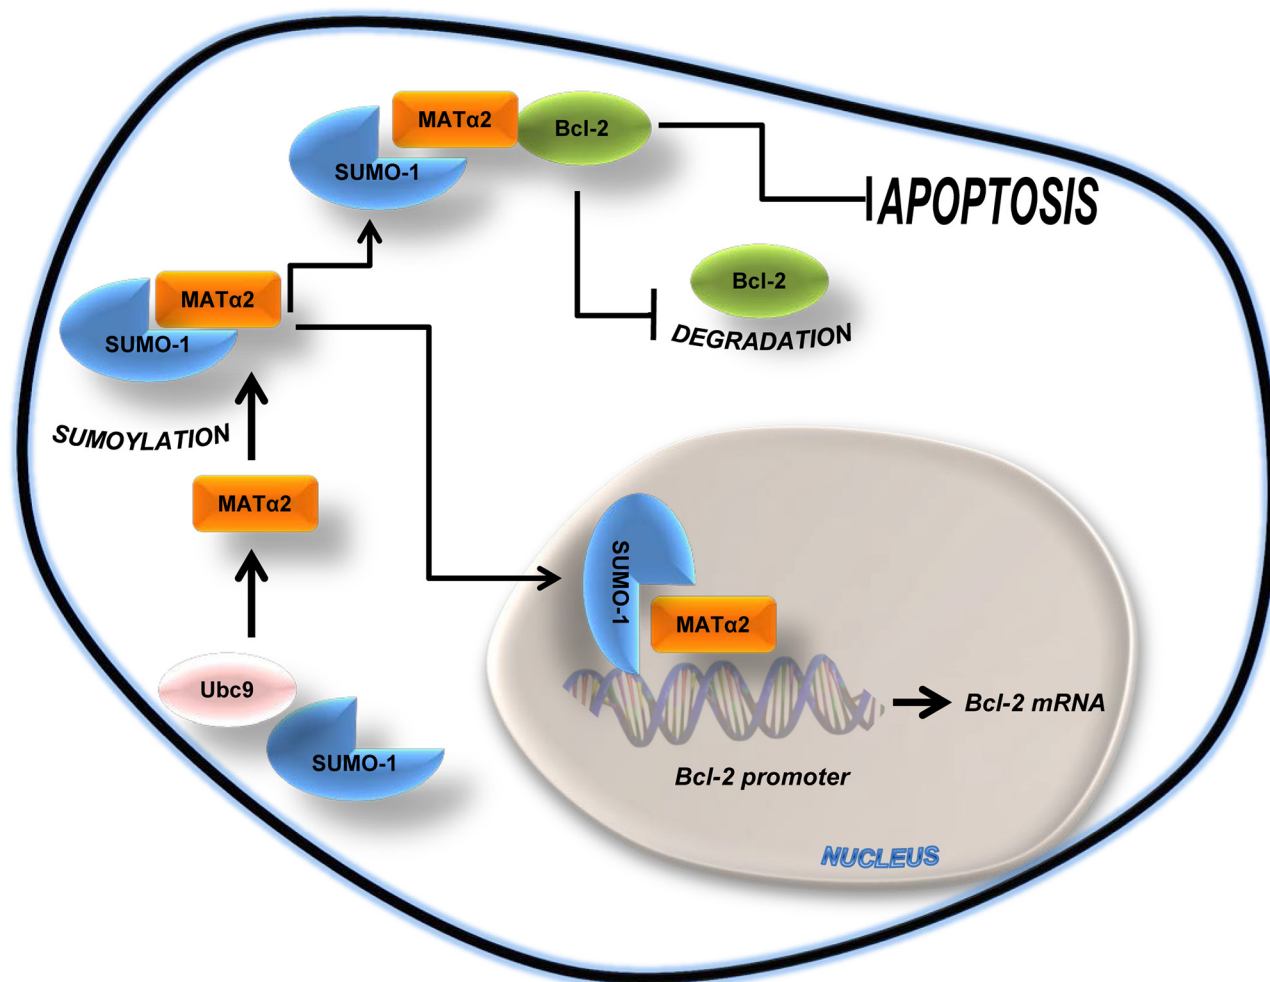 MATα2
Bcl-2
SUMO-1
APOPTOSIS
MATα2
SUMO-1
Bcl-2
DEGRADATION
SUMOYLATION
MATα2
SUMO-1
MATα2
Ubc9
SUMO-1
Bcl-2 mRNA
Bcl-2 promoter
NUCLEUS